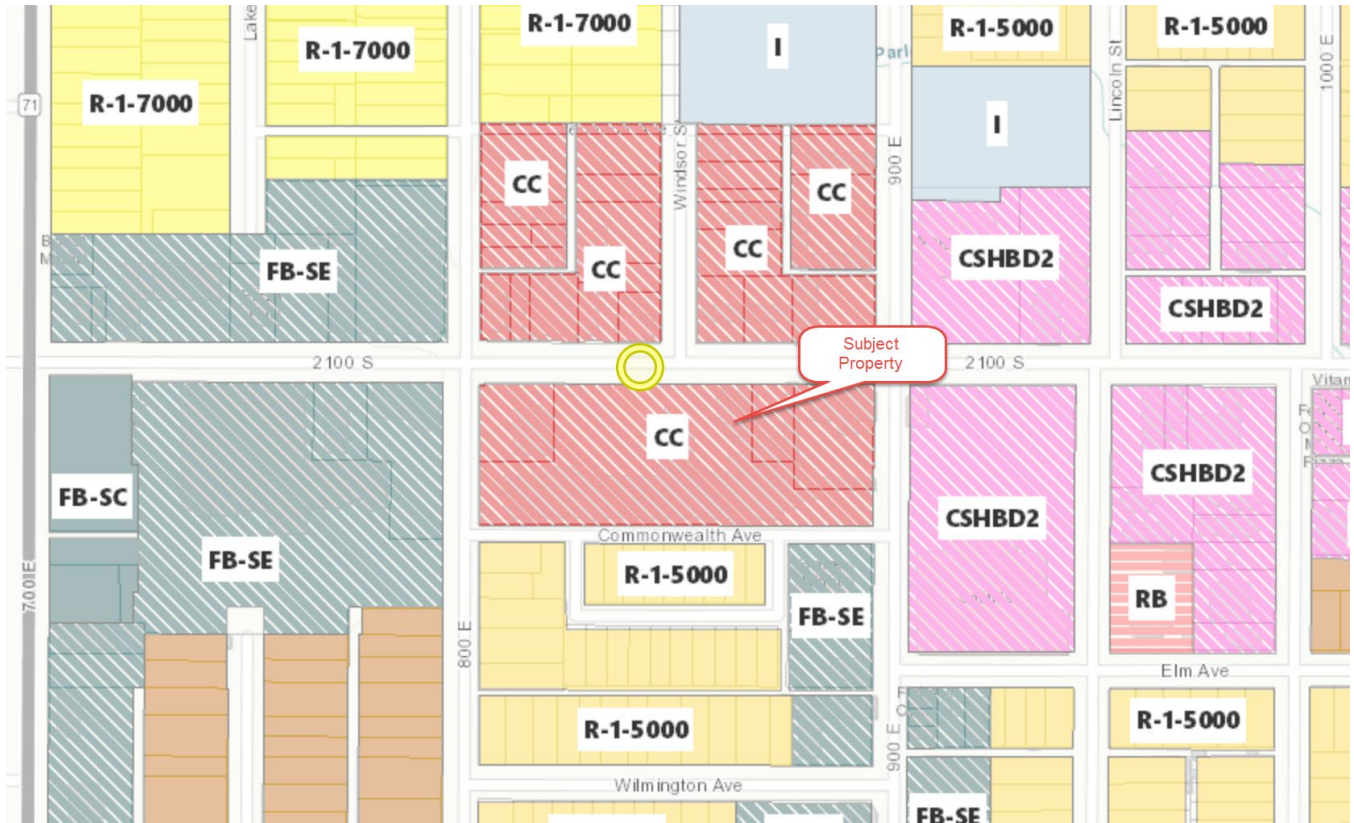 Lake
R-1-7000
R-1-7000
R-1-7000
I
R-1-5000
R-1-5000
71
Lincoln St
1000 E
I
Windsor St
900 E
CC
CC
CC
CC
FB-SE
CSHBD2
CSHBD2
2100 S
Subject
Property
2100 S
CC
FB-SC
FB-SE
CSHBD2
CSHBD2
Commonwealth Ave
R-1-5000
FB-SE
RB
700 E
800 E
Elm Ave
R-1-5000
R-1-5000
900 E
Wilmington Ave
FB-SE